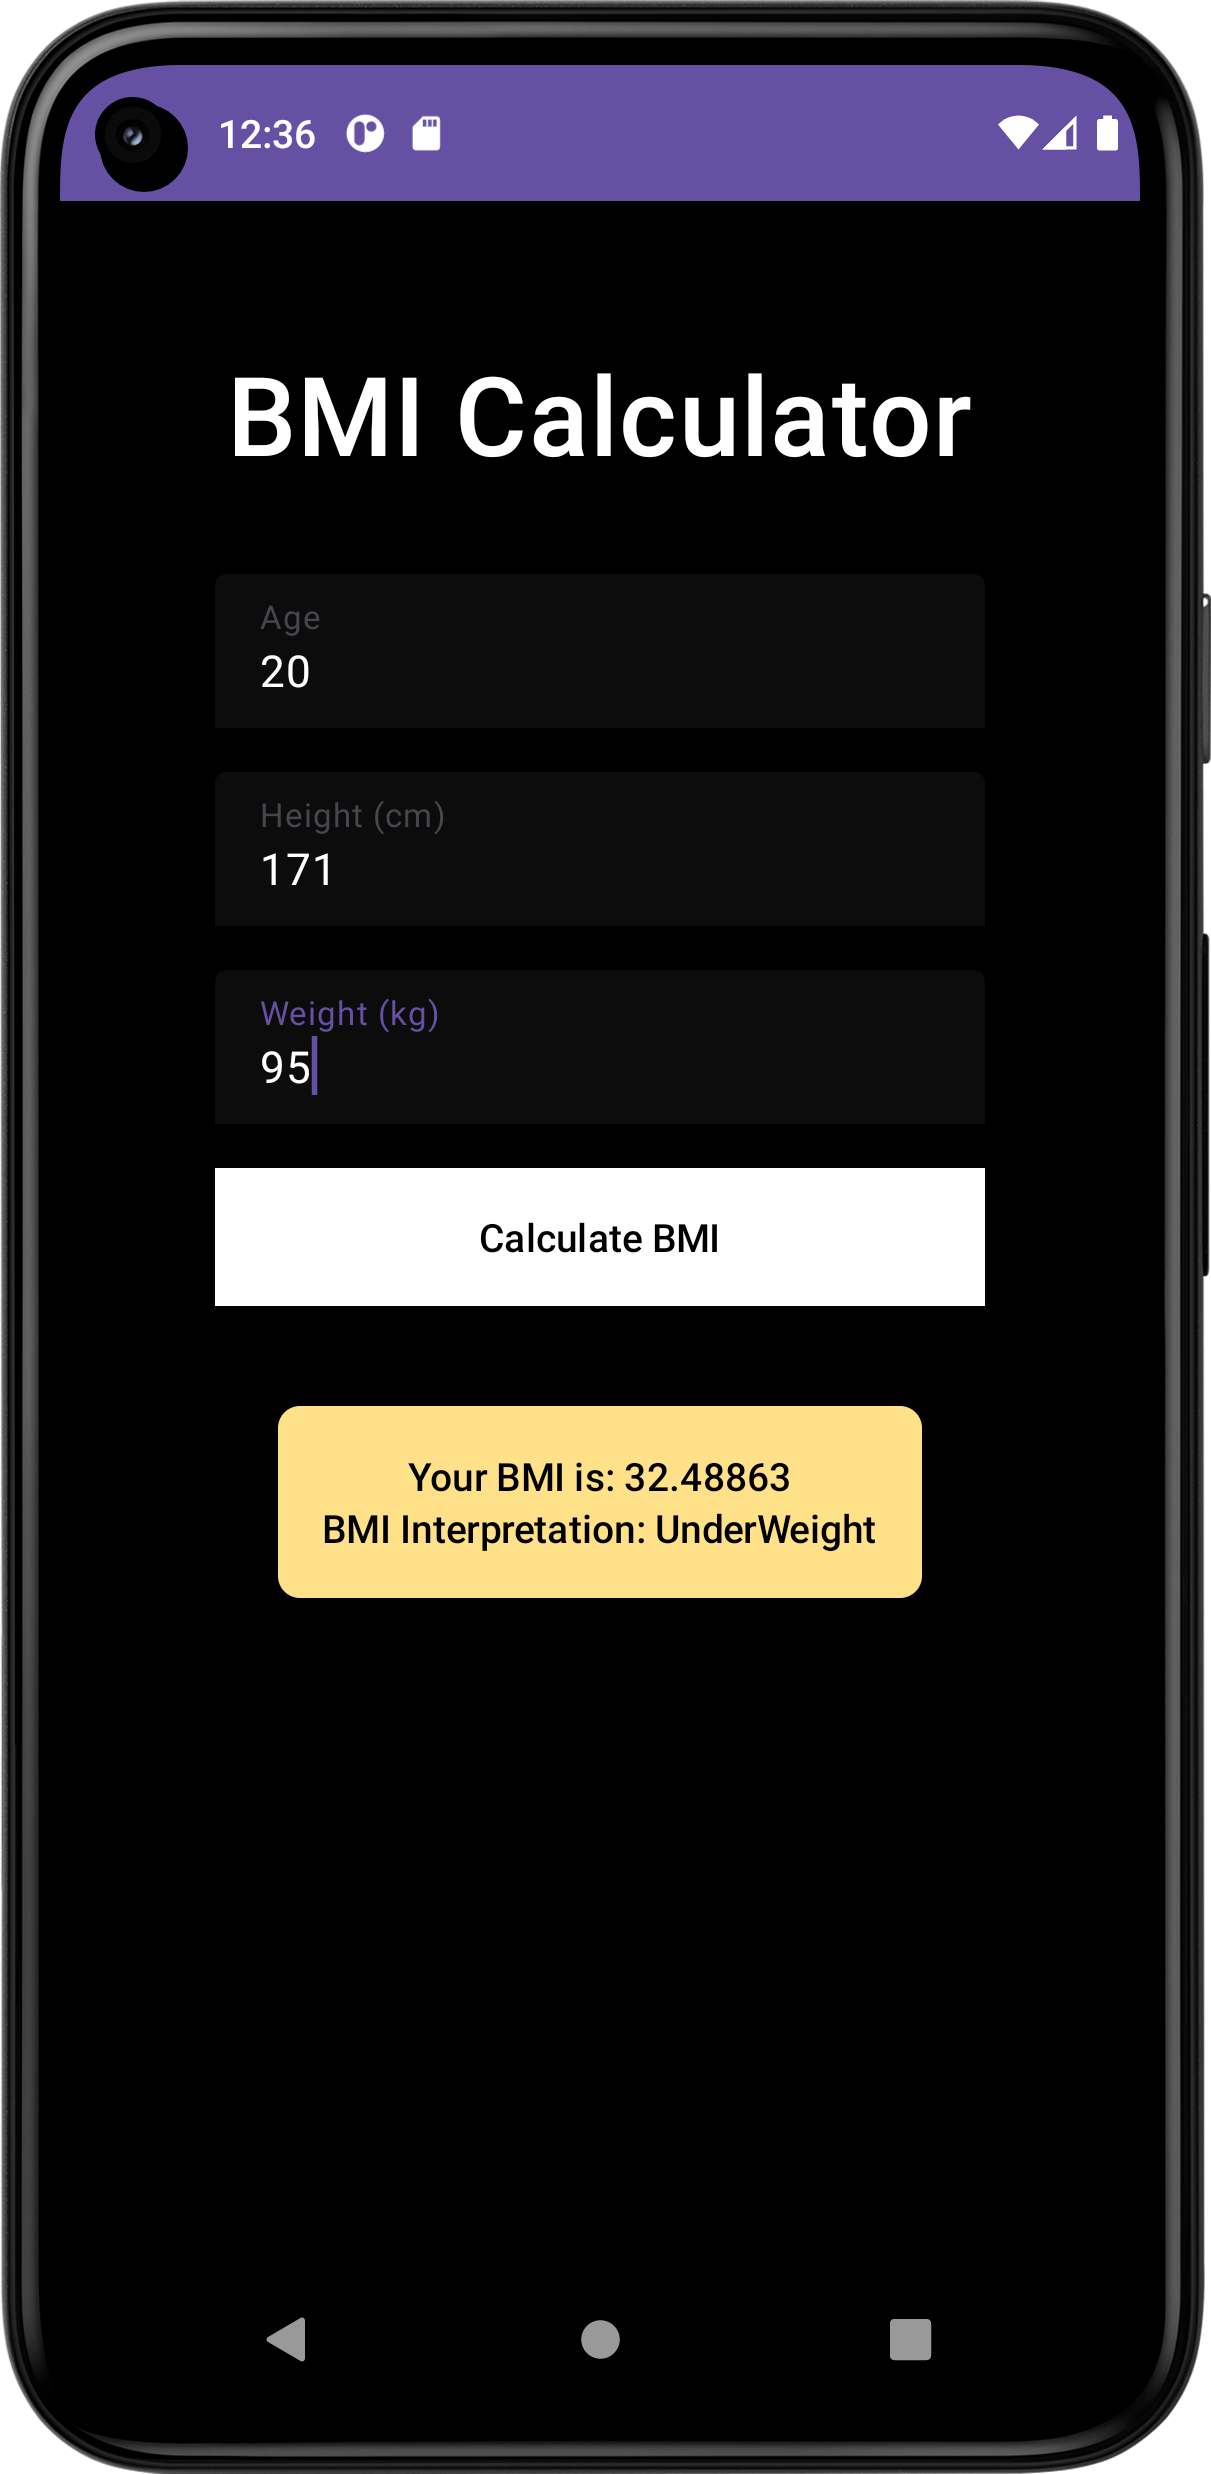 12:36
BMI Calculator
Age
20
Height (cm)
171
Weight (kg)
95
Calculate BMI
Your BMI is: 32.48863
BMI Interpretation: UnderWeight